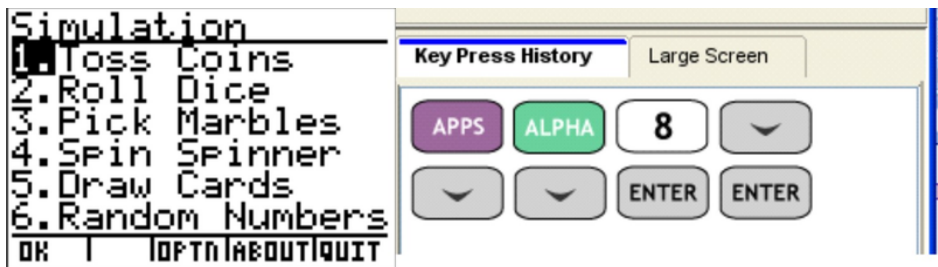 Simulation
1.Toss Coins
2.Roll Dice
3.Pick Marbles
4.Spin Spinner
5.Draw Cards
6.Random Numbers
OK OPTN ABOUT QUIT
Key Press History Large Screen
APPS ALPHA 8
ENTER ENTER